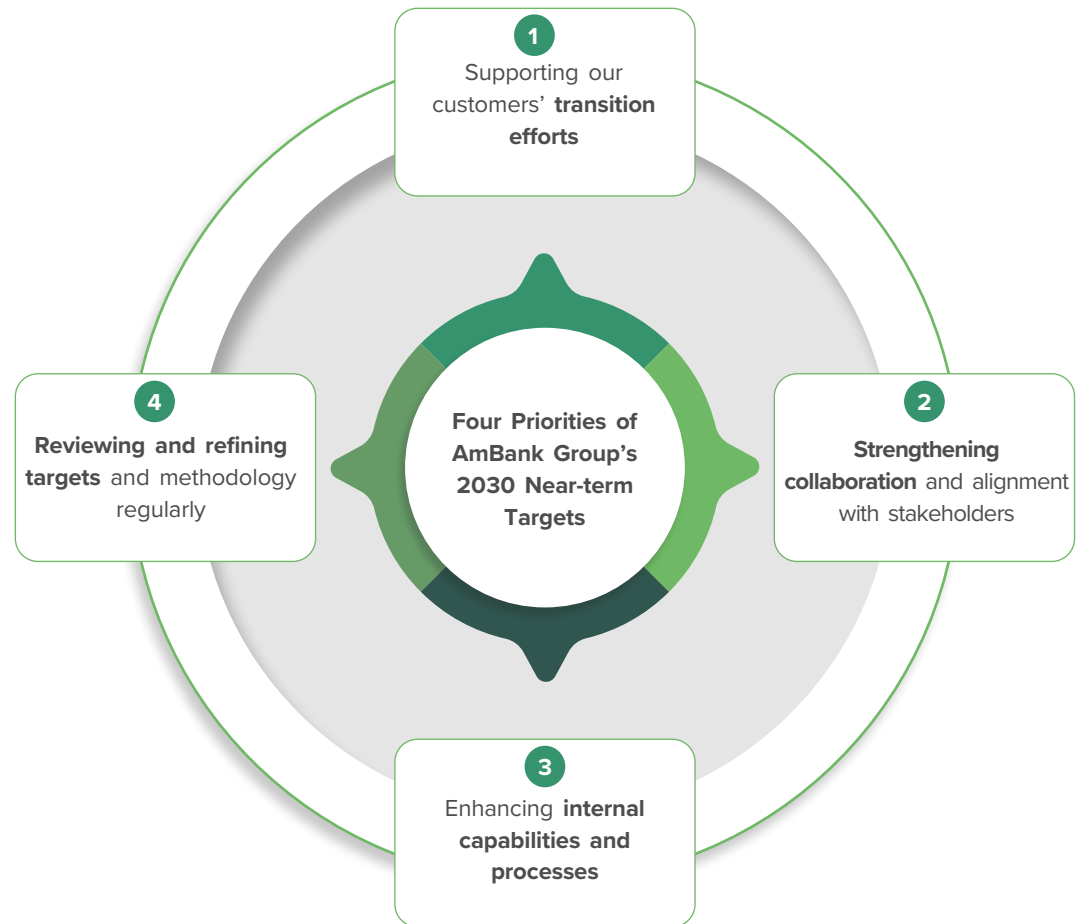 1
Supporting our
customers’ transition
efforts
4
Reviewing and refining
targets and methodology
regularly
Four Priorities of
AmBank Group’s
2030 Near-term
Targets
2
Strengthening
collaboration and alignment
with stakeholders
3
Enhancing internal
capabilities and
processes